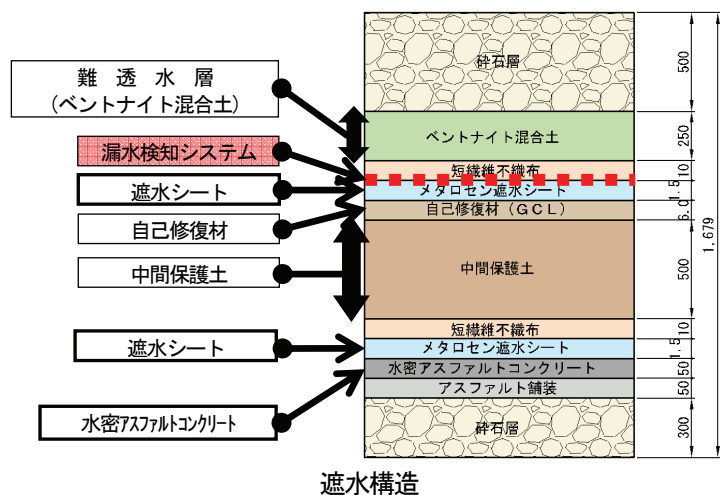 難透水層
(ベントナイト混合土)
漏水検知システム
遮水シート
自己修復材
中間保護土
遮水シート
水密アスファルトコンクリート
砕石層
ベントナイト混合土
短繊維不織布
メタロセン遮水シート
自己修復材(GCL)
中間保護土
短繊維不織布
メタロセン遮水シート
水密アスファルトコンクリート
アスファルト舗装
砕石層
500
250
10
1.5
6.0
500
10
1.5
50
50
300
1,679
遮水構造